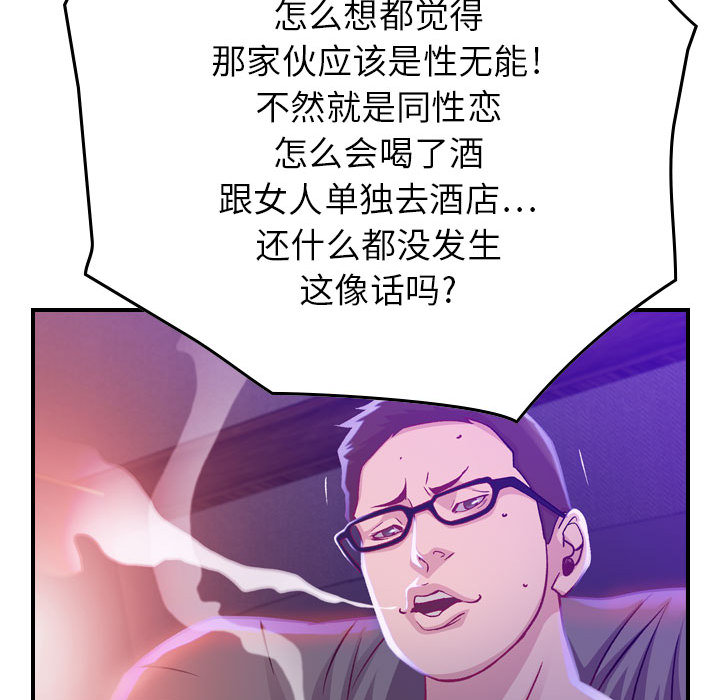 怎么想都觉得
那家伙应该是性无能!
不然就是同性恋
怎么会喝了酒
跟女人单独去酒店...
还什么都没发生
这像话吗?